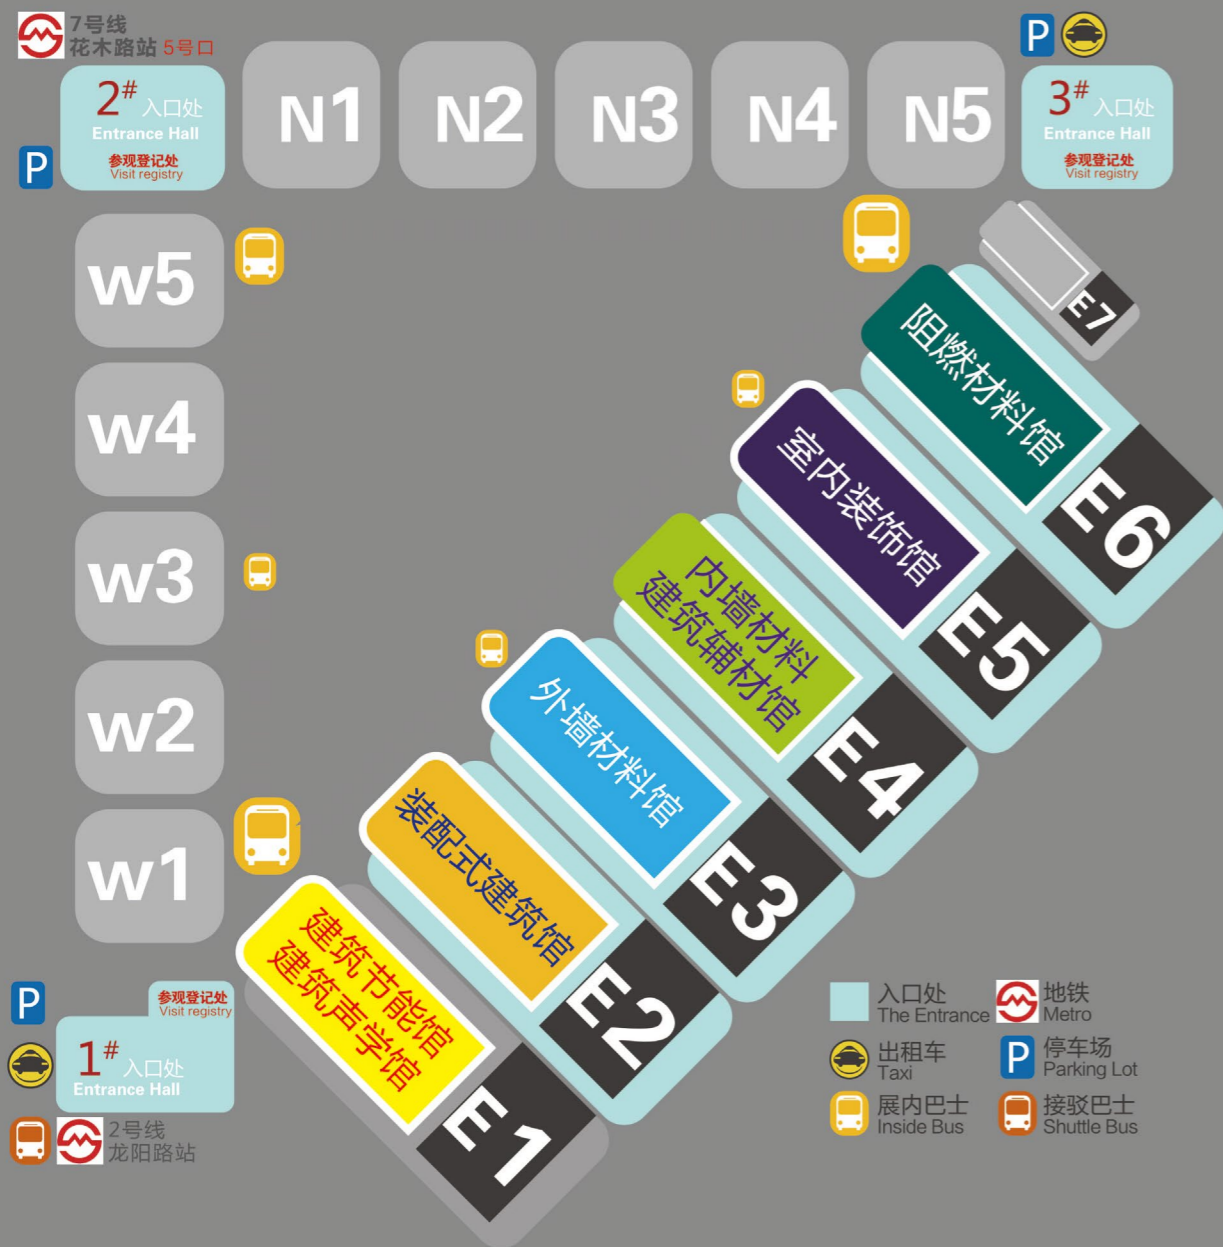 7号线
花木路站 5号口
2# 入口处
Entrance Hall
参观登记处
Visit registry
P
N1
N2
N3
N4
N5
P
3# 入口处
Entrance Hall
参观登记处
Visit registry
w5
w4
w3
w2
w1
E7
阻燃材料馆
E6
室内装饰馆
E5
内墙材料
建筑辅材馆
E4
外墙材料馆
E3
装配式建筑馆
E2
建筑节能馆
建筑声学馆
E1
P
参观登记处
Visit registry
1# 入口处
Entrance Hall
2号线
龙阳路站
入口处
The Entrance
地铁
Metro
出租车
Taxi
P
停车场
Parking Lot
展内巴士
Inside Bus
接驳巴士
Shuttle Bus